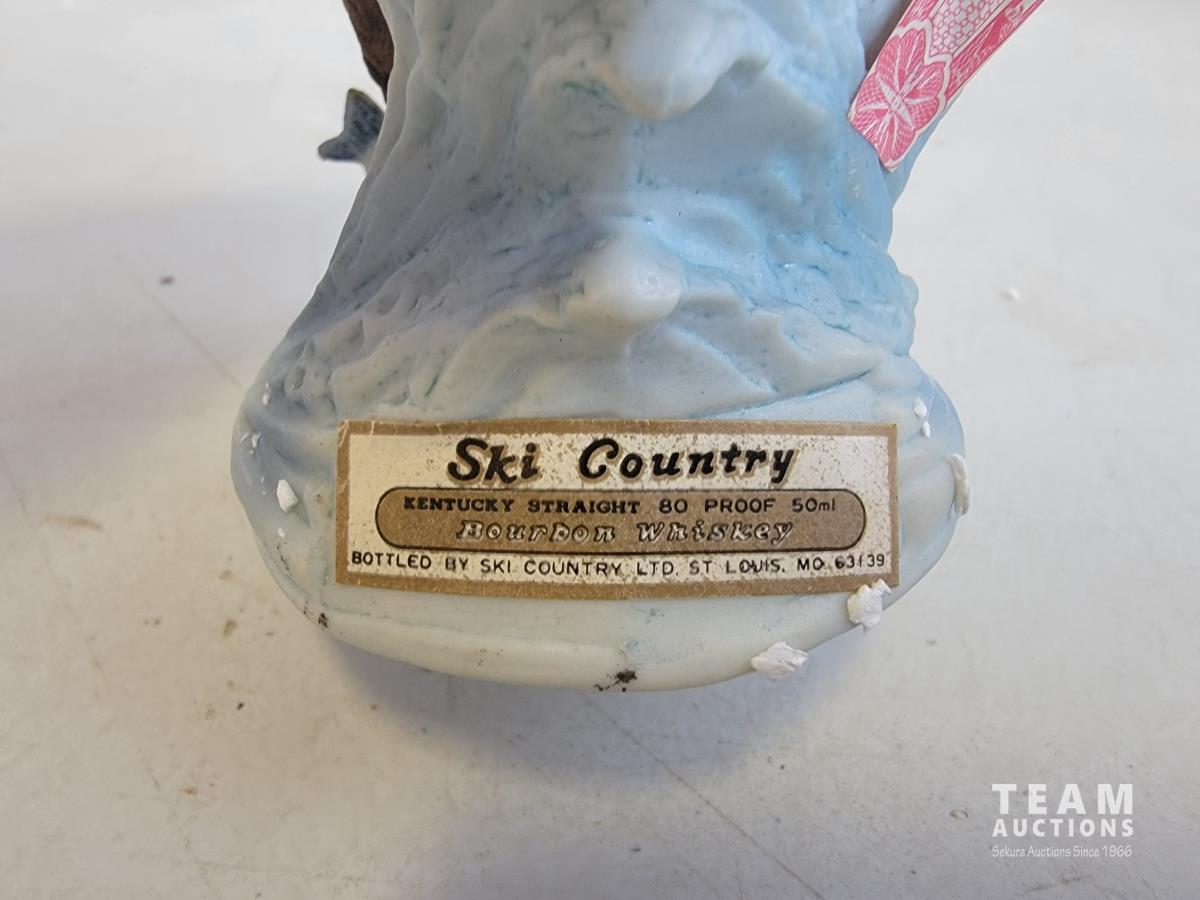 Ski Country
KENTUCKY STRAIGHT 80 PROOF 50ml
Bourbon Whiskey
BOTTLED BY SKI COUNTRY LTD. ST LOUIS. MO 63139
TEAM
AUCTIONS
Sekura Auctions Since 1966